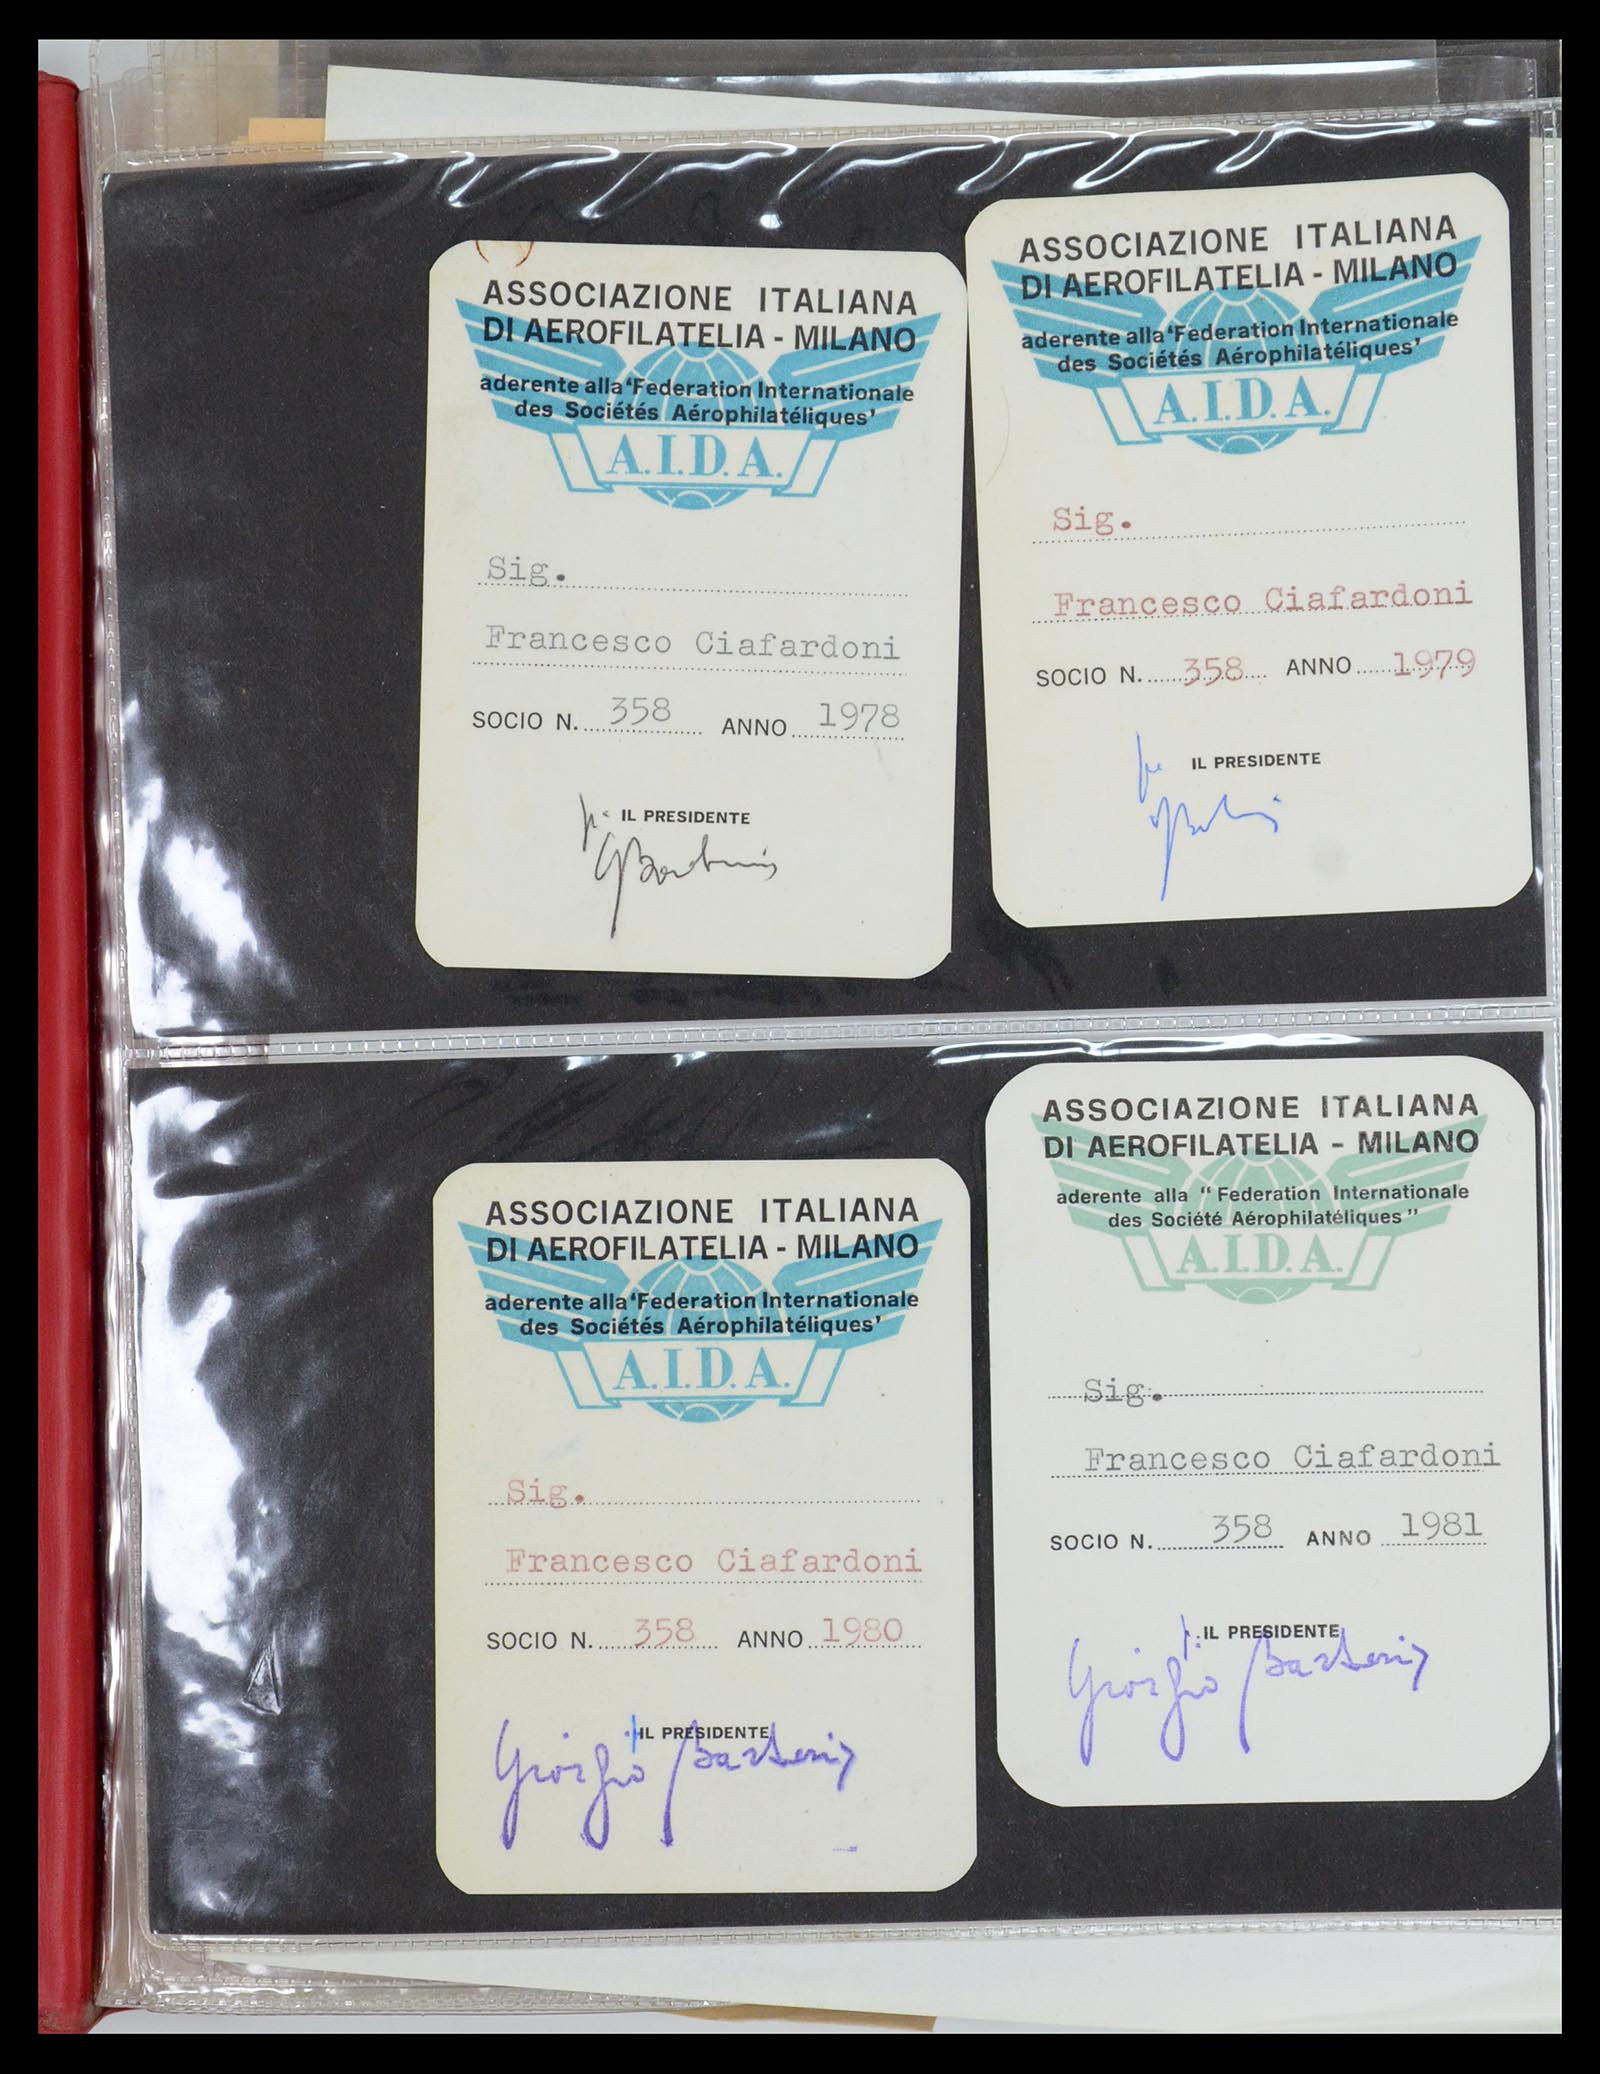 ASSOCIAZIONE ITALIANA
DI AEROFILATELIA - MILANO
aderente alla ‘Federation Internationale
des Sociétés Aérophilatéliques’
A.I.D.A.
Sig.
Francesco Ciafardoni
SOCIO N. 358 ANNO 1978
IL PRESIDENTE
ASSOCIAZIONE ITALIANA
DI AEROFILATELIA - MILANO
aderente alla ‘Federation Internationale
des Sociétés Aérophilatéliques’
A.I.D.A.
Sig.
Francesco Ciafardoni
SOCIO N. 358 ANNO 1979
IL PRESIDENTE
ASSOCIAZIONE ITALIANA
DI AEROFILATELIA - MILANO
aderente alla ‘Federation Internationale
des Sociétés Aérophilatéliques’
A.I.D.A.
Sig.
Francesco Ciafardoni
SOCIO N. 358 ANNO 1980
IL PRESIDENTE
Giorgio
ASSOCIAZIONE ITALIANA
DI AEROFILATELIA - MILANO
aderente alla “ Federation Internationale
des Société Aérophilatéliques ”
A.I.D.A.
Sig.
Francesco Ciafardoni
SOCIO N. 358 ANNO 1981
IL PRESIDENTE
Giorgio